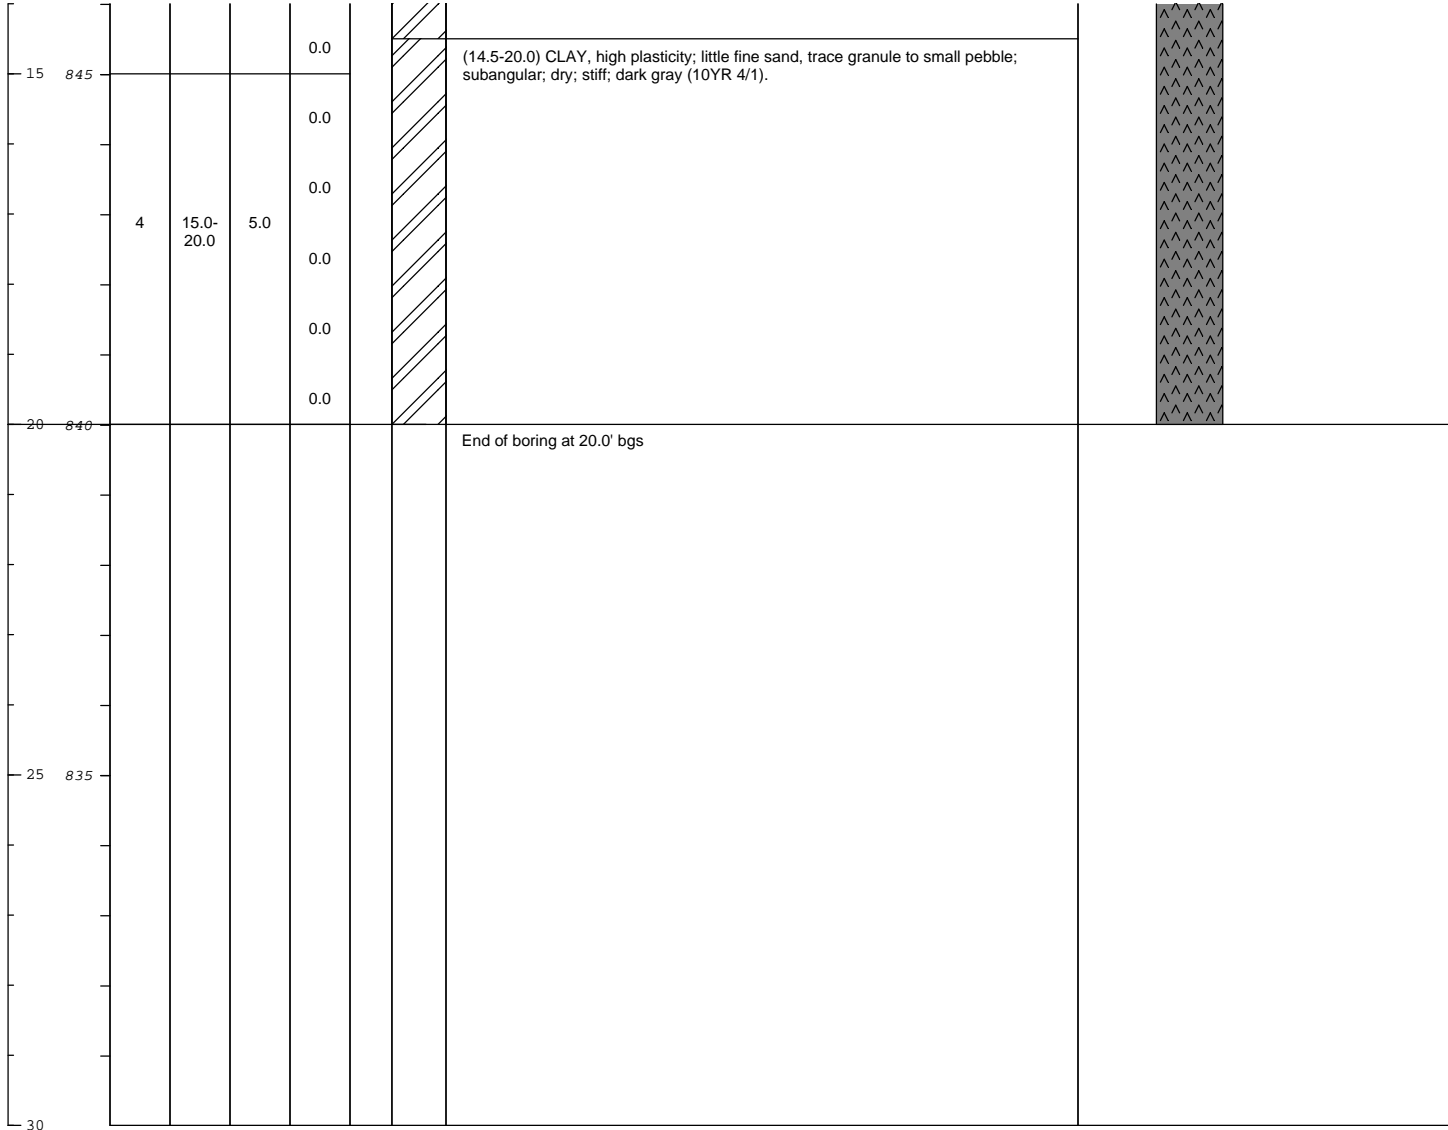 0.0
(14.5-20.0) CLAY, high plasticity; little fine sand, trace granule to small pebble;
15 845
subangular; dry; stiff; dark gray (10YR 4/1).
0.0
0.0
4 15.0- 5.0
20.0
0.0
0.0
0.0
20 840
End of boring at 20.0' bgs
25 835
30